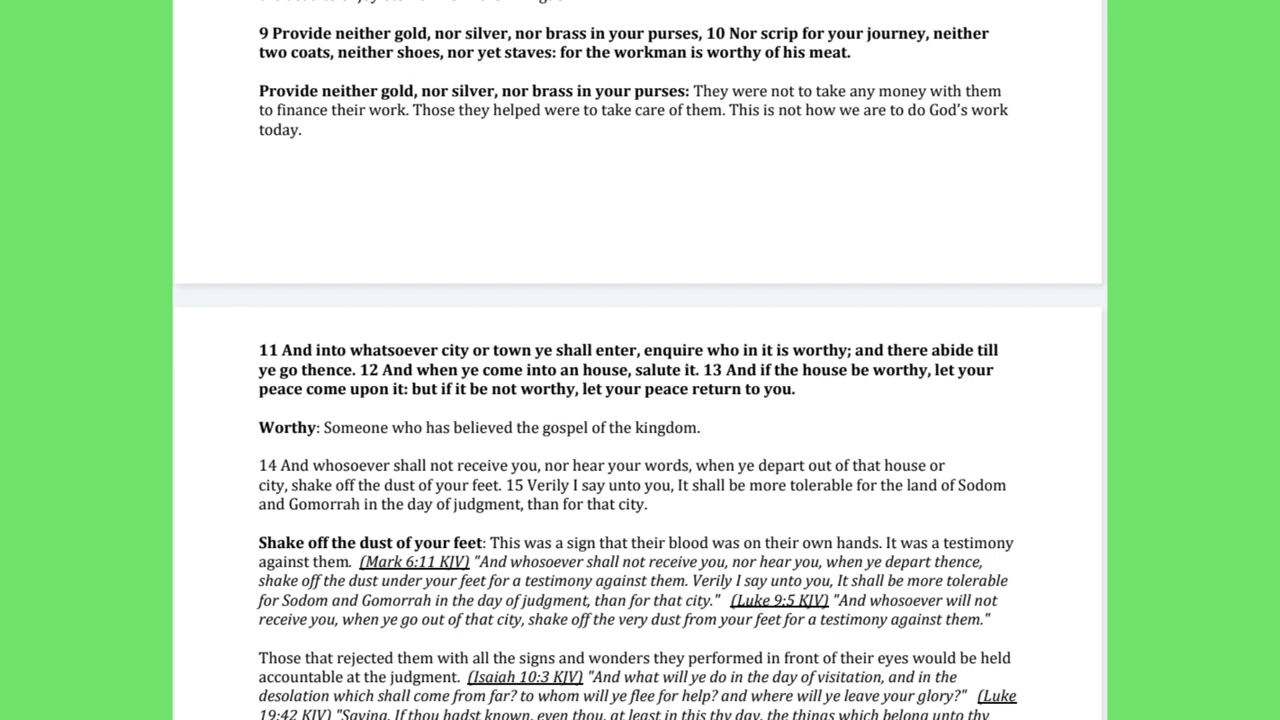 9 Provide neither gold, nor silver, nor brass in your purses, 10 Nor scrip for your journey, neither
two coats, neither shoes, nor yet staves: for the workman is worthy of his meat.
Provide neither gold, nor silver, nor brass in your purses: They were not to take any money with them
to finance their work. Those they helped were to take care of them. This is not how we are to do God's work
today.
11 And into whatsoever city or town ye shall enter, enquire who in it is worthy; and there abide till
ye go thence. 12 And when ye come into an house, salute it. 13 And if the house be worthy, let your
peace come upon it: but if it be not worthy, let your peace return to you.
Worthy: Someone who has believed the gospel of the kingdom.
14 And whosoever shall not receive you, nor hear your words, when ye depart out of that house or
city, shake off the dust of your feet. 15 Verily I say unto you, It shall be more tolerable for the land of Sodom
and Gomorrah in the day of judgment, than for that city.
Shake off the dust of your feet: This was a sign that their blood was on their own hands. It was a testimony
against them. (Mark 6:11 KJV) "And whosoever shall not receive you, nor hear you, when ye depart thence,
shake off the dust under your feet for a testimony against them. Verily I say unto you, It shall be more tolerable
for Sodom and Gomorrah in the day of judgment, than for that city." (Luke 9:5 KJV) "And whosoever will not
receive you, when ye go out of that city, shake off the very dust from your feet for a testimony against them."
Those that rejected them with all the signs and wonders they performed in front of their eyes would be held
accountable at the judgment. (Isaiah 10:3 KJV) "And what will ye do in the day of visitation, and in the
desolation which shall come from far? to whom will ye flee for help? and where will ye leave your glory?" (Luke
19:42 KJV) "Saying, If thou hadst known, even thou, at least in this thy day, the things which belong unto thy